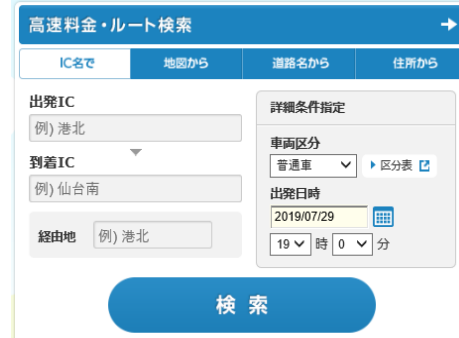 高速料金・ルート検索
IC名で 地図から 道路名から 住所から
出発IC
例) 港北
到着IC
例) 仙台南
経由地 例) 港北
詳細条件指定
車両区分
普通車 区分表
出発日時
2019/07/29
19 時 0 分
検索